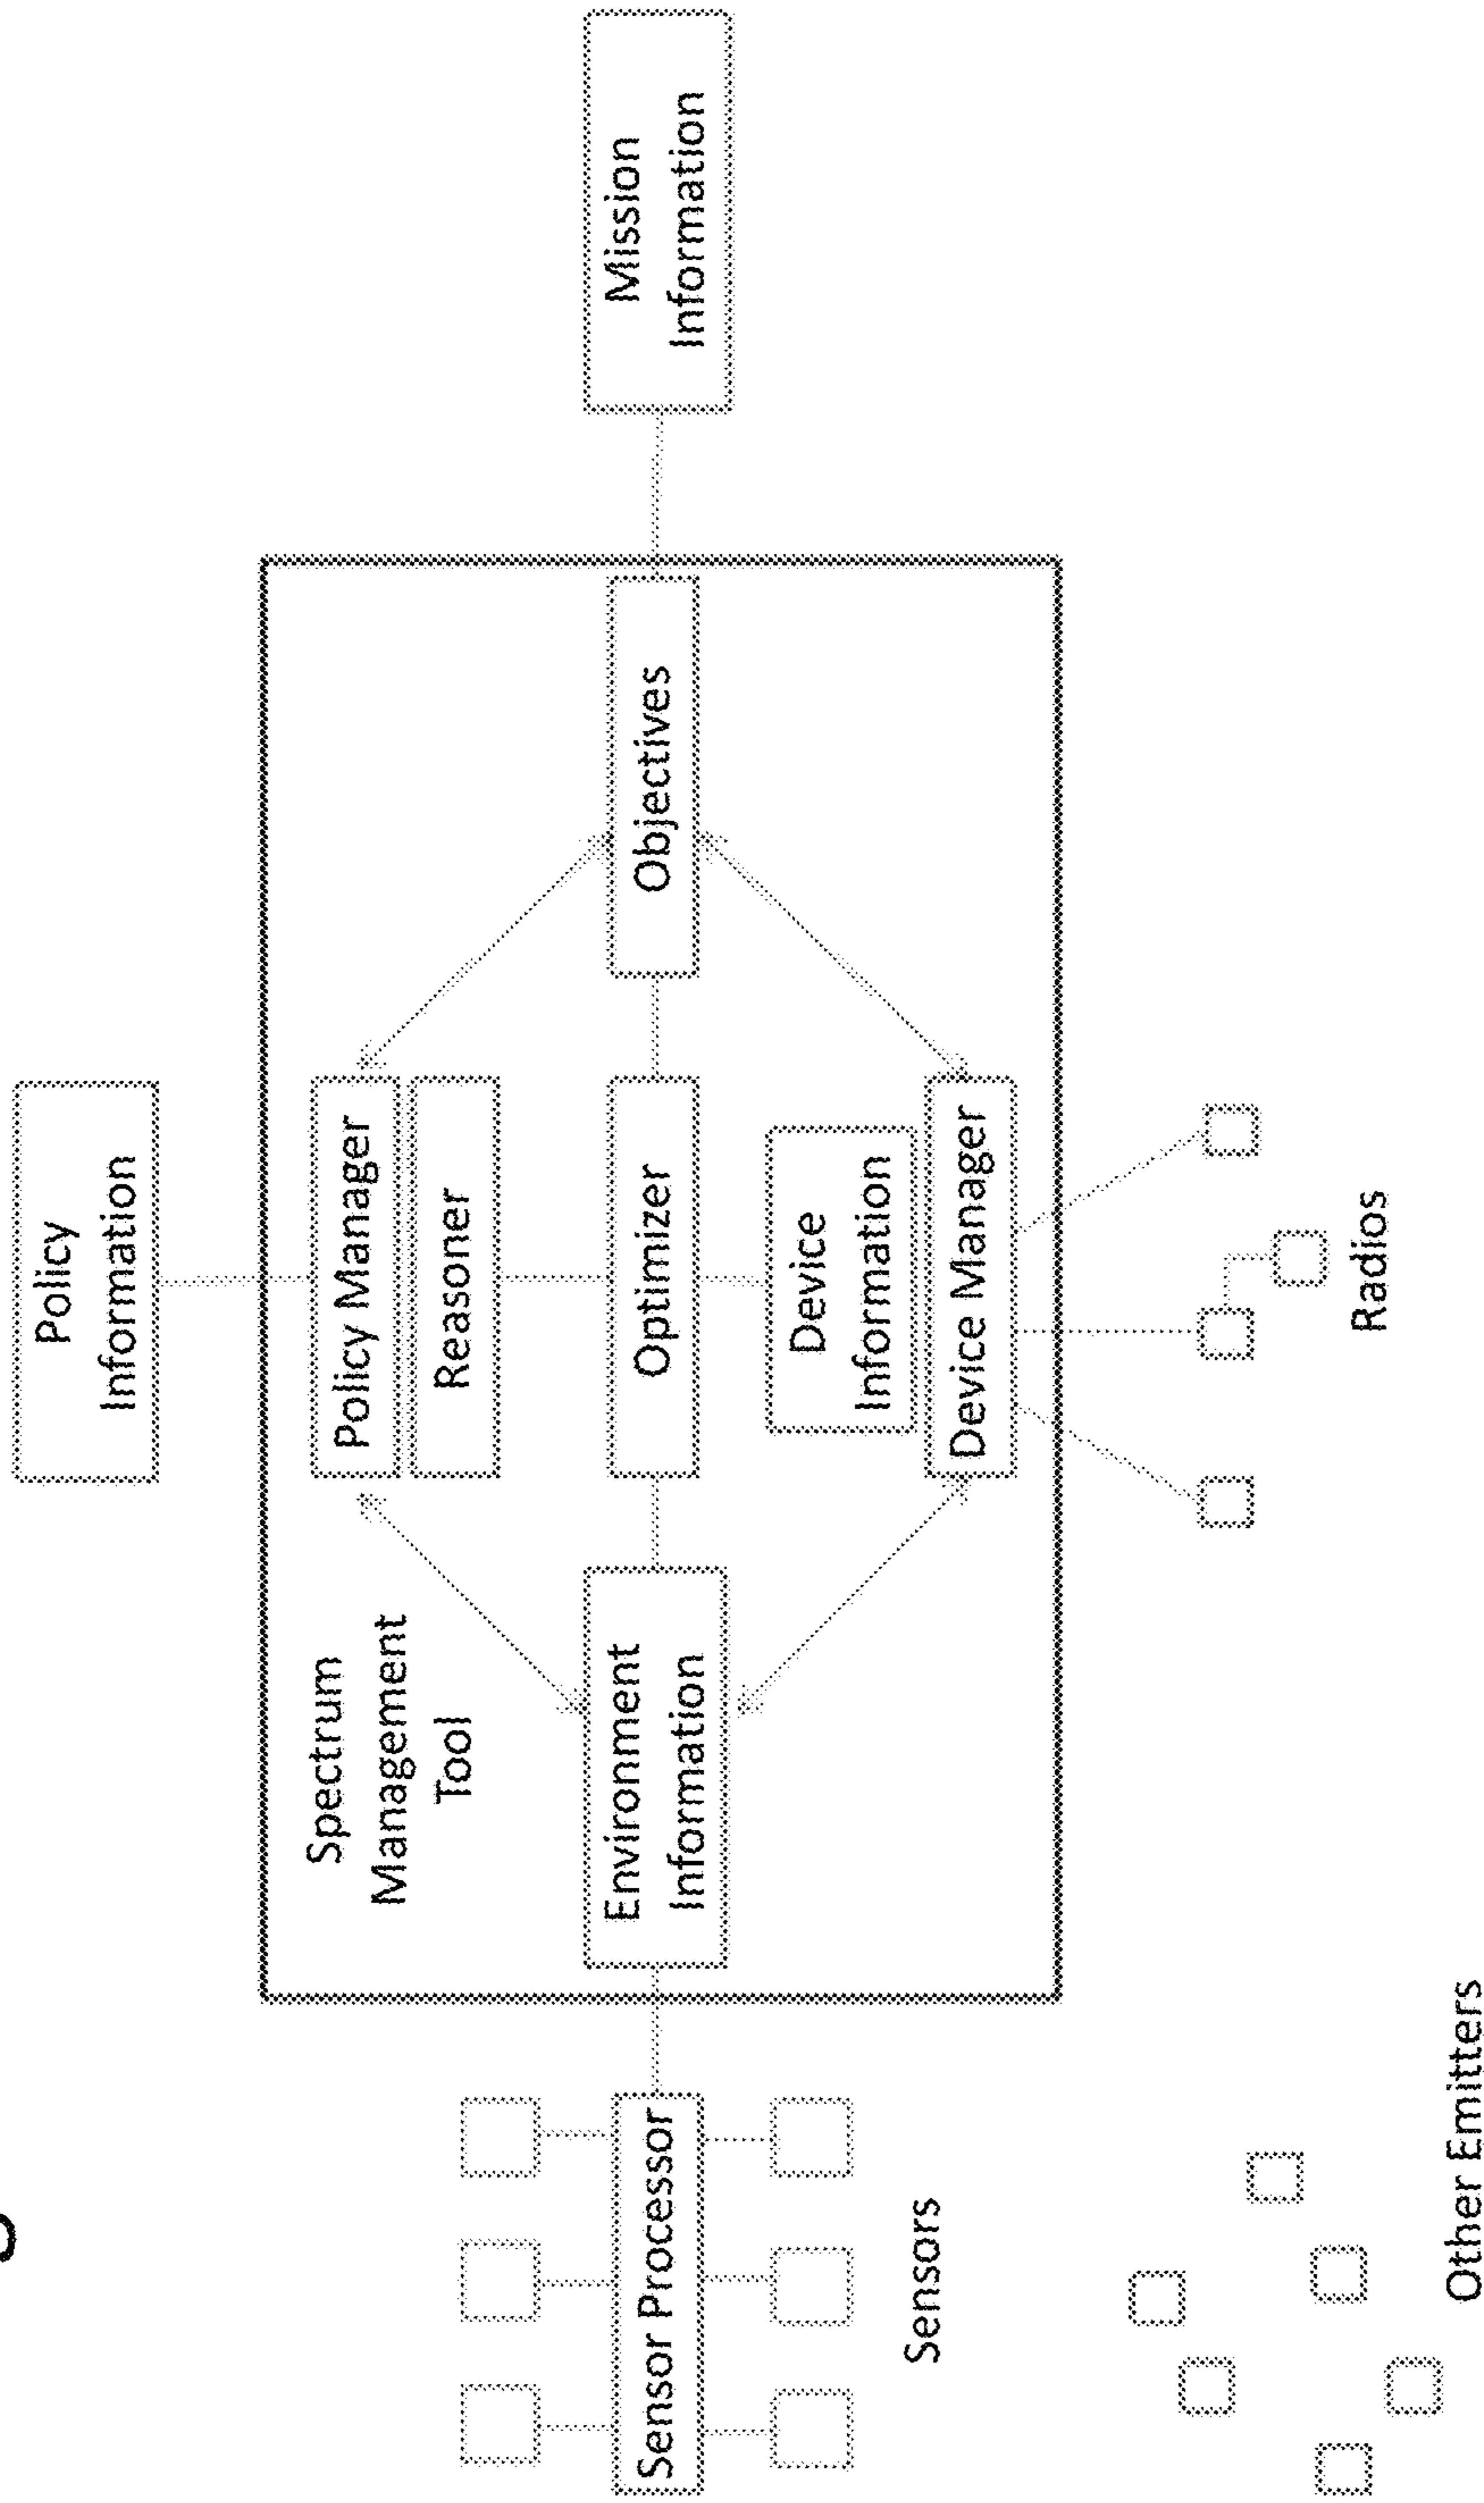 Policy
Information
Spectrum
Management
Tool
Policy Manager
Reasoner
Sensor Processor
Environment
Information
Optimizer
Objectives
Mission
Information
Device
Information
Device Manager
Sensors
Radios
Other Emitters